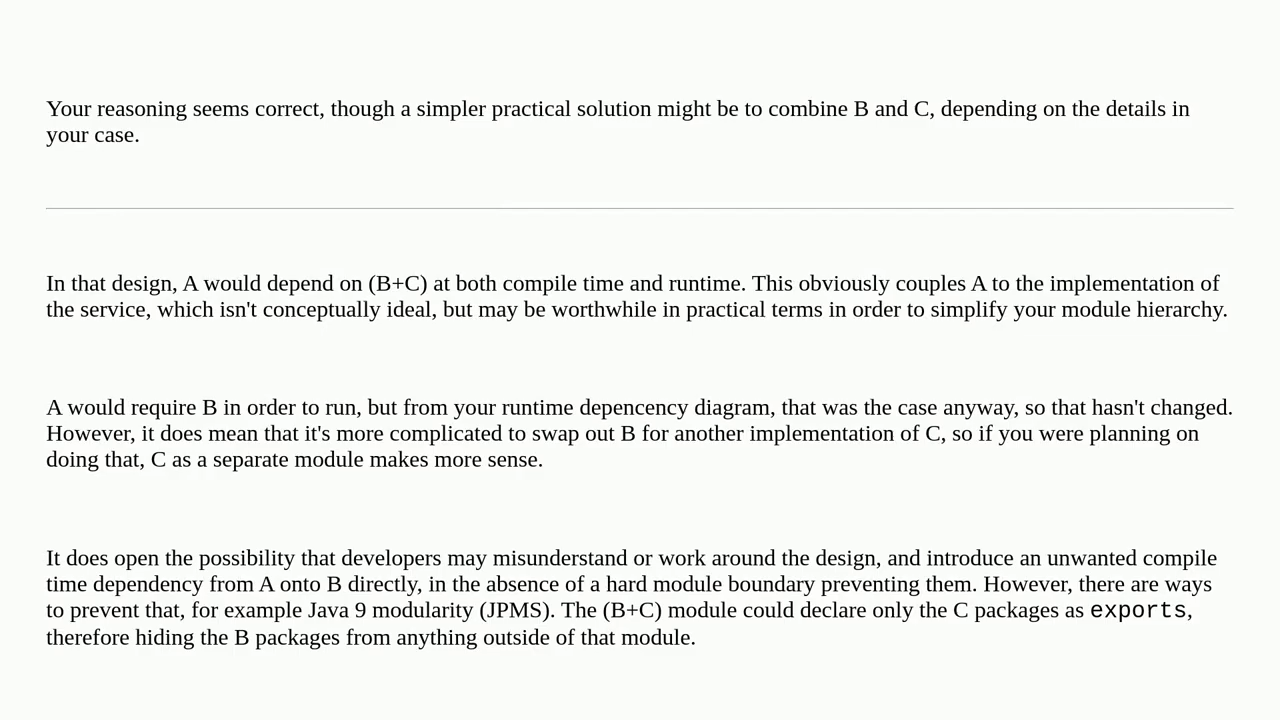 Your reasoning seems correct, though a simpler practical solution might be to combine B and C, depending on the details in
your case.
In that design, A would depend on (B+C) at both compile time and runtime. This obviously couples A to the implementation of
the service, which isn't conceptually ideal, but may be worthwhile in practical terms in order to simplify your module hierarchy.
A would require B in order to run, but from your runtime depencency diagram, that was the case anyway, so that hasn't changed.
However, it does mean that it's more complicated to swap out B for another implementation of C, so if you were planning on
doing that, C as a separate module makes more sense.
It does open the possibility that developers may misunderstand or work around the design, and introduce an unwanted compile
time dependency from A onto B directly, in the absence of a hard module boundary preventing them. However, there are ways
to prevent that, for example Java 9 modularity (JPMS). The (B+C) module could declare only the C packages as exports,
therefore hiding the B packages from anything outside of that module.